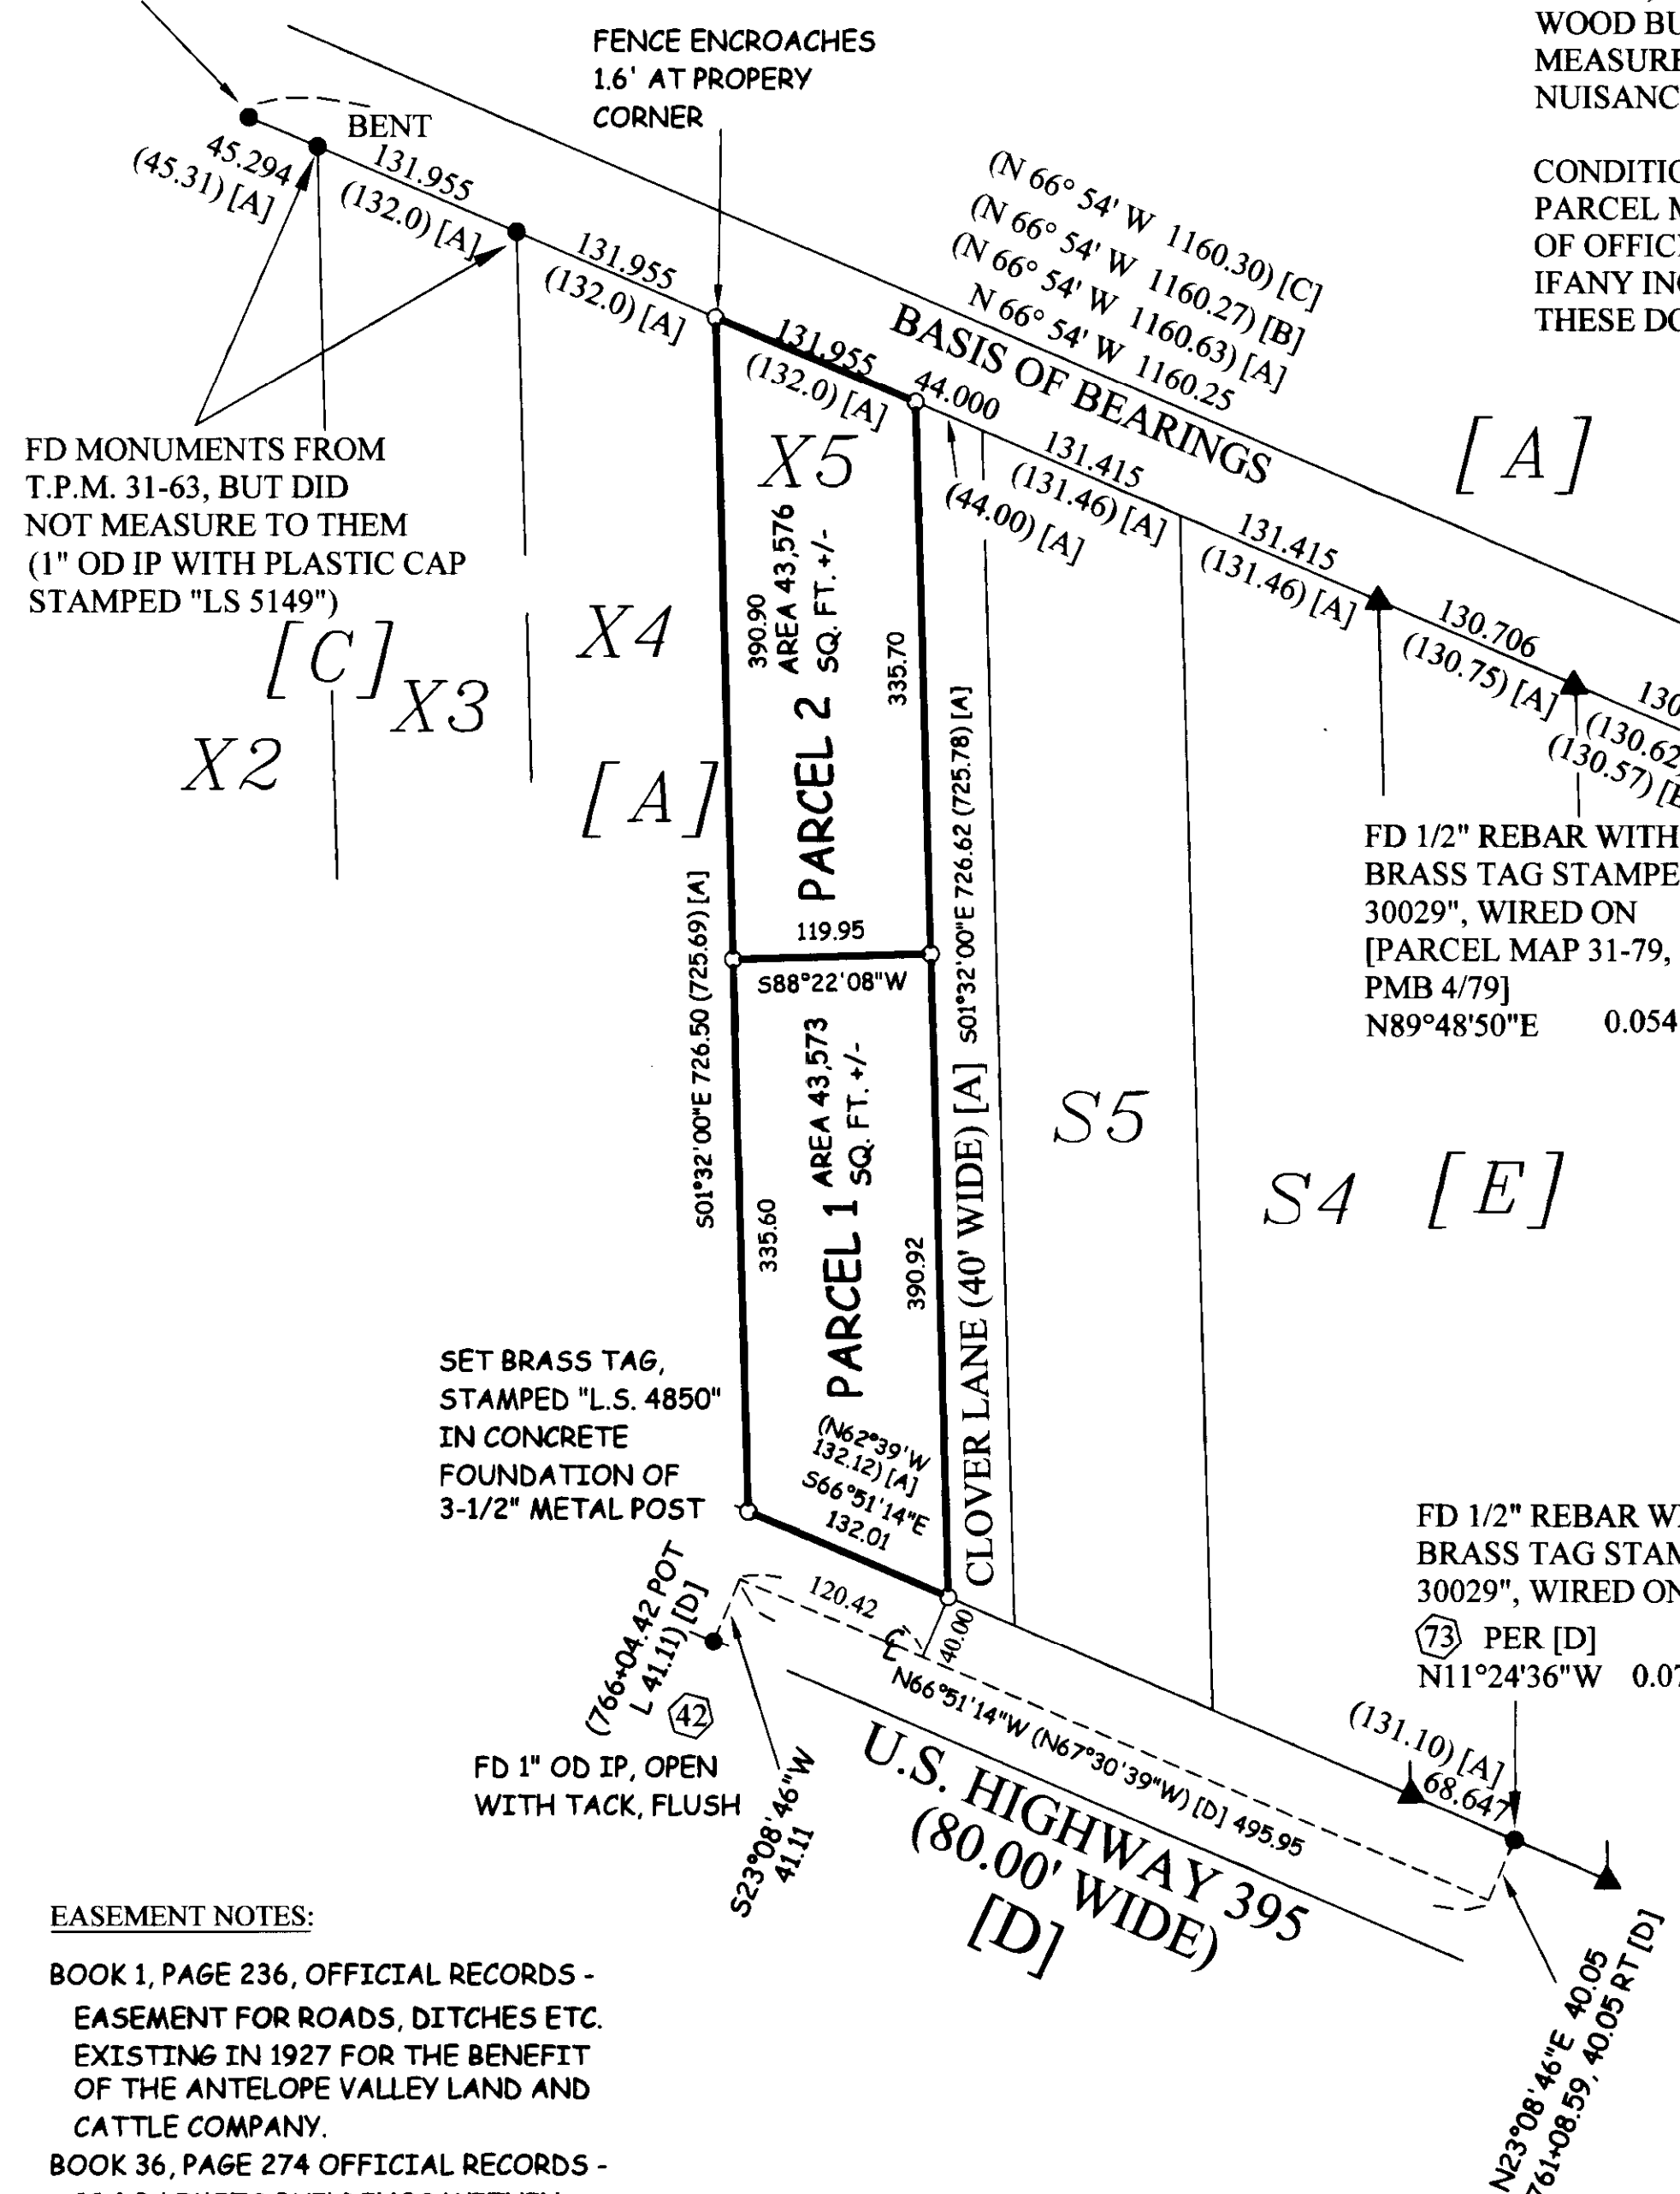 FENCE ENCROACHES
1.6' AT PROPERY
CORNER
WOOD
MEASURE
CONDITIO
PARCEL
OF
IFANY
THESE
BENT
45.294
(45.31) [A]
131.955
(132.0) [A]
131.955
(132.0) [A]
131.955
(132.0) [A]
44.000
(44.00) [A]
131.415
(131.46) [A]
131.415
(131.46) [A]
130.706
(130.75) [A]
(130.62
(130.57)
(N 66° 54' W 1160.30) [C]
(N 66° 54' W 1160.27) [B]
(N 66° 54' W 1160.63) [A]
N 66° 54' W 1160.25
BASIS OF BEARINGS
[A]
FD MONUMENTS FROM
T.P.M. 31-63, BUT DID
NOT MEASURE TO THEM
(1" OD IP WITH PLASTIC CAP
STAMPED "LS 5149")
[C]
X2
X3
X4
[A]
X5
390.90
AREA 43,576
SQ. FT. +/-
PARCEL 2
335.70
119.95
S88°22'08"W
S01°32'00"E 726.50 (725.69) [A]
S01°32'00"E 726.62 (725.78) [A]
AREA 43,573
SQ. FT. +/-
PARCEL 1
335.60
390.92
CLOVER LANE (40' WIDE) [A]
S5
S4
[E]
FD 1/2" REBAR WITH
BRASS TAG STAMPE
30029", WIRED ON
[PARCEL MAP 31-79,
PMB 4/79]
N89°48'50"E 0.054
SET BRASS TAG,
STAMPED "L.S. 4850"
IN CONCRETE
FOUNDATION OF
3-1/2" METAL POST
(N62°39'W
132.12) [A]
S66°51'14"E
132.01
120.42
40.00
℄
(766+04.42 POT
L 41.11) [D]
42
FD 1" OD IP, OPEN
WITH TACK, FLUSH
S23°08'46"W
41.11
N66°51'14"W (N67°30'39"W) [D] 495.95
U.S. HIGHWAY 395
(80.00' WIDE)
[D]
FD 1/2" REBAR
BRASS TAG
30029", WIRED ON
73 PER [D]
N11°24'36"W 0.07
(131.10) [A]
68.647
N23°08'46"E 40.05
761+08.59, 40.05 RT [D]
EASEMENT NOTES:
BOOK 1, PAGE 236, OFFICIAL RECORDS -
EASEMENT FOR ROADS, DITCHES ETC.
EXISTING IN 1927 FOR THE BENEFIT
OF THE ANTELOPE VALLEY LAND AND
CATTLE COMPANY.
BOOK 36, PAGE 274 OFFICIAL RECORDS -